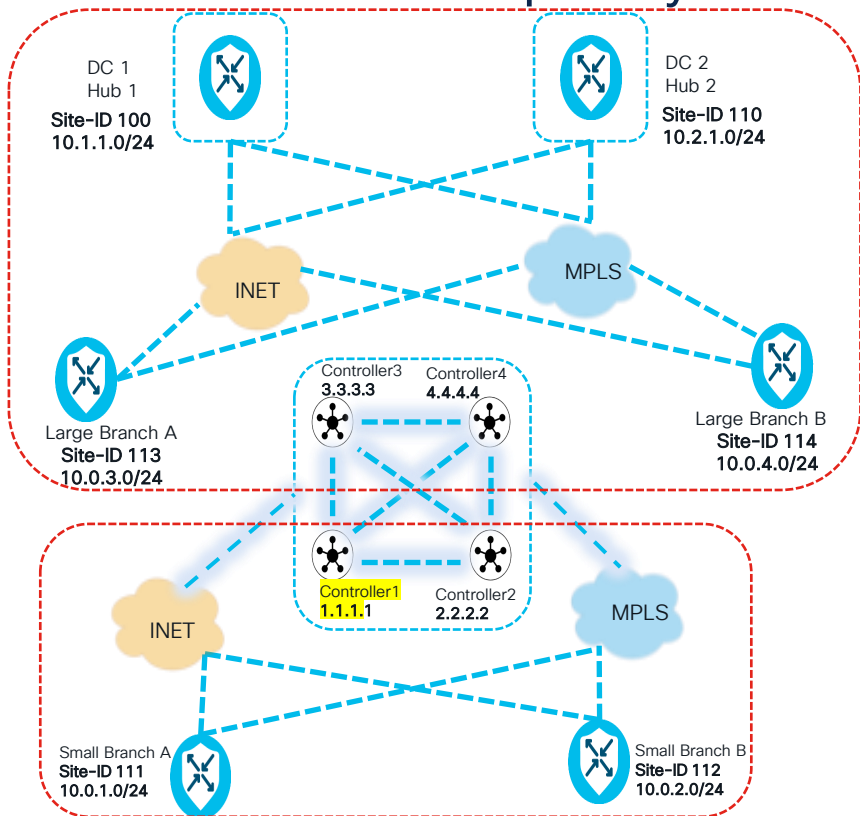 DC 1
Hub 1
Site-ID 100
10.1.1.0/24
DC 2
Hub 2
Site-ID 110
10.2.1.0/24
INET
MPLS
Large Branch A
Site-ID 113
10.0.3.0/24
Controller3
3.3.3.3
Controller4
4.4.4.4
Large Branch B
Site-ID 114
10.0.4.0/24
Controller1
1.1.1.1
Controller2
2.2.2.2
INET
MPLS
Small Branch A
Site-ID 111
10.0.1.0/24
Small Branch B
Site-ID 112
10.0.2.0/24